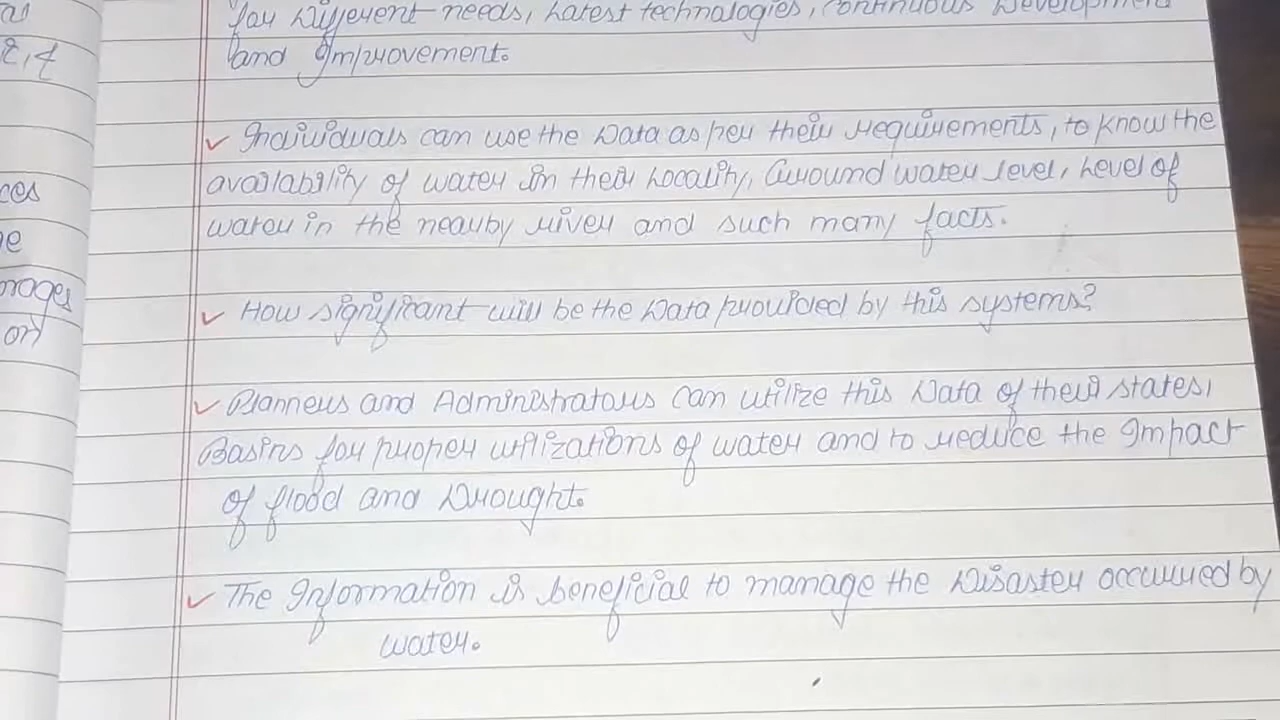 for Different needs, Latest technologies, Continuous Development
and Improvement.
✓ Individuals can use the Data as per their requirements, to know the
availability of water in their Locality, Ground water level, Level of
water in the nearby river and such many facts.
✓ How significant will be the Data provided by this systems?
✓ Planners and Administrators can utilize this Data of their states,
Basins for proper utilizations of water and to reduce the Impact
of flood and Drought.
✓ The Information is beneficial to manage the Disaster occurred by
water.